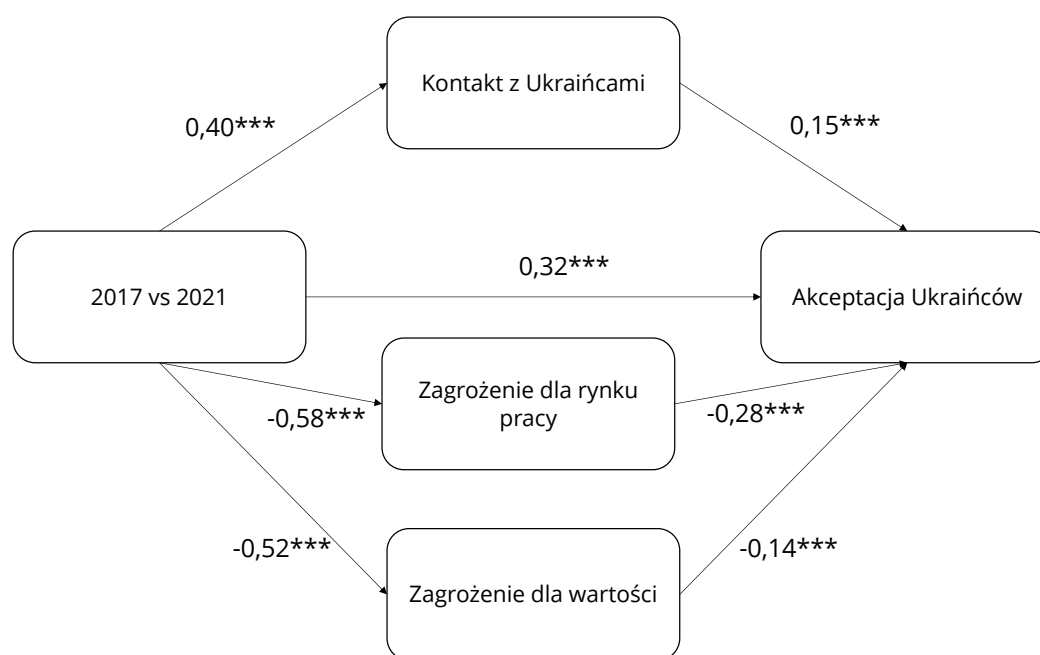 Kontakt z Ukraińcami
0,40***
0,15***
0,32***
2017 vs 2021
Akceptacja Ukraińców
Zagrożenie dla rynku
pracy
-0,58***
-0,28***
-0,52***
-0,14***
Zagrożenie dla wartości